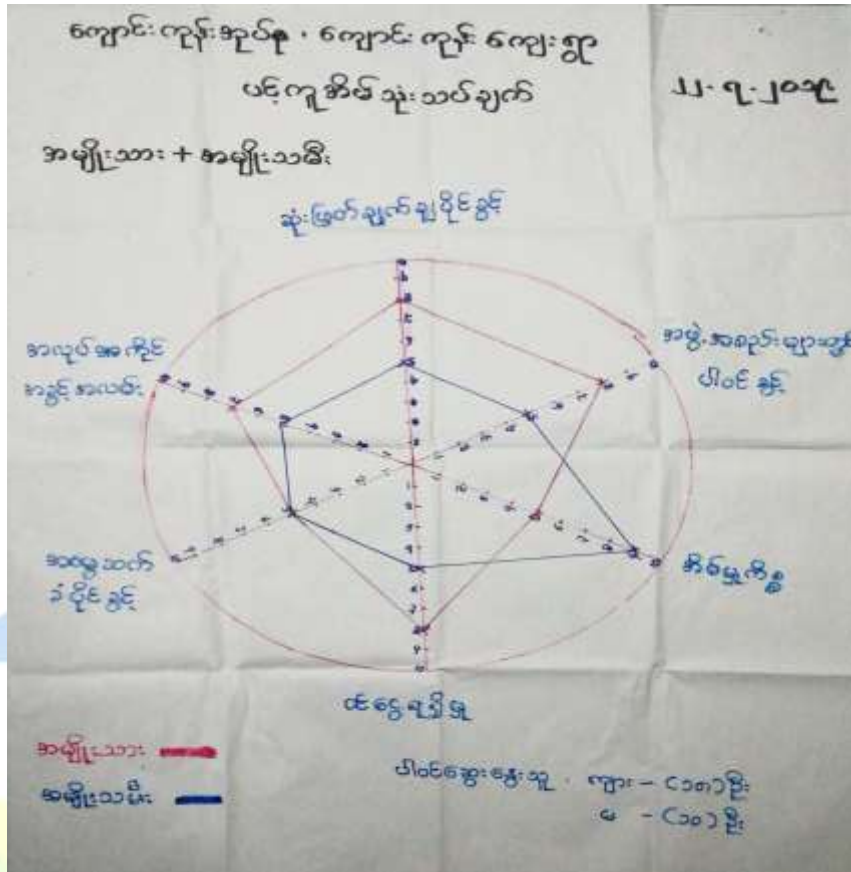 ကျောင်းကုန်းအုပ်စု၊ ကျောင်းကုန်းကျေးရွာ
ပင့်ကူအိမ်သုံးသပ်ချက်
၂၂-၇-၂၀၁၉
အမျိုးသား + အမျိုးသမီး
ဆုံးဖြတ်ချက်ချပိုင်ခွင့်
အဖွဲ့အစည်းများတွင်
ပါဝင်ခွင့်
အလုပ်အကိုင်
အခွင့်အလမ်း
အိမ်မှုကိစ္စ
အမွေဆက်
ခံပိုင်ခွင့်
ဝင်ငွေရရှိမှု
အမျိုးသား
အမျိုးသမီး
ပါဝင်ဆွေးနွေးသူ - ကျား - (၁၈) ဦး
မ - (၁၀) ဦး